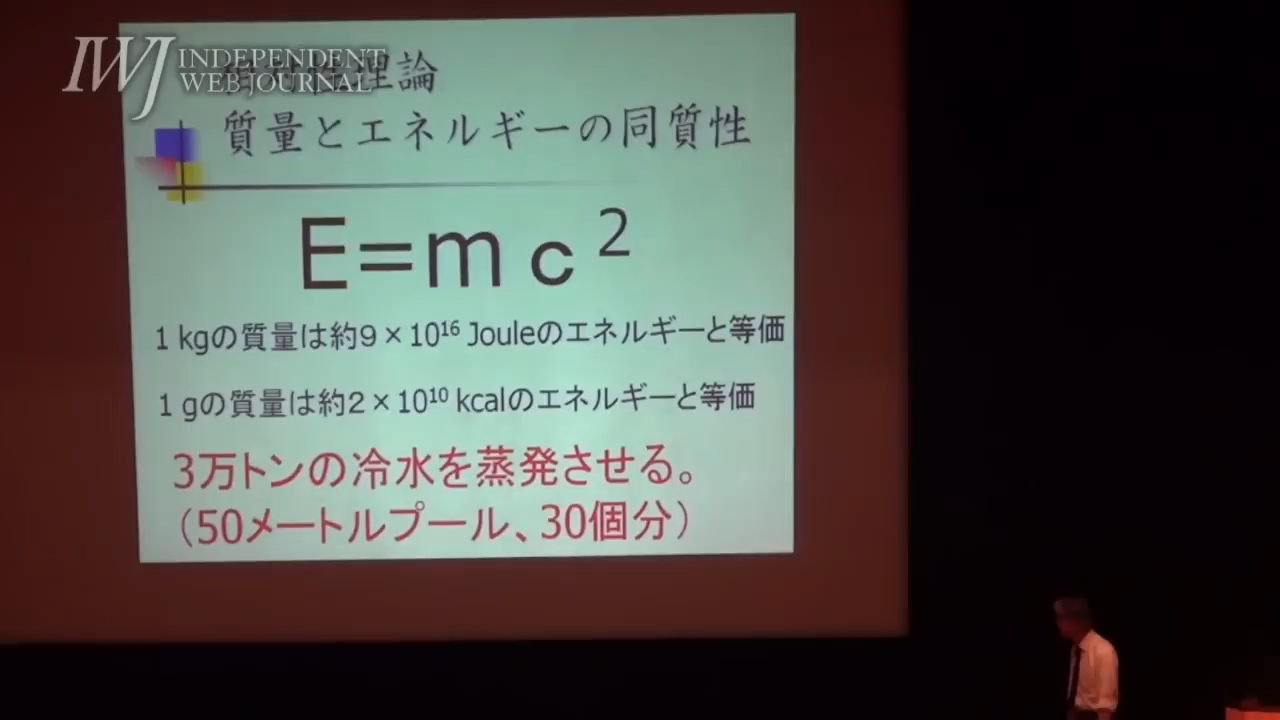 IWJ INDEPENDENT
WEB JOURNAL
理論
質量とエネルギーの同質性
E=mc²
1 kgの質量は約9×10¹⁶ Jouleのエネルギーと等価
1 gの質量は約2×10¹⁰ kcalのエネルギーと等価
3万トンの冷水を蒸発させる。
(50メートルプール、30個分)